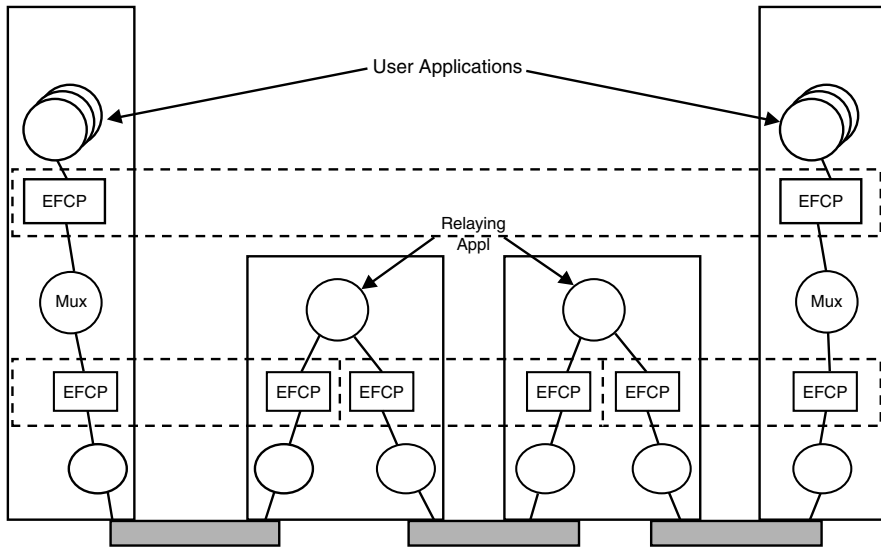 User Applications
EFCP
EFCP
Relaying
Appl
Mux
Mux
EFCP
EFCP
EFCP
EFCP
EFCP
EFCP